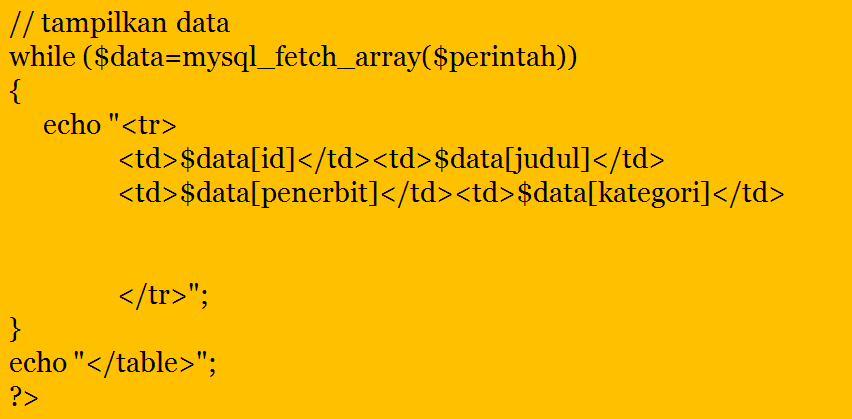 // tampilkan data
while ($data=mysql_fetch_array($perintah))
{
echo "<tr>
<td>$data[id]</td><td>$data[judul]</td>
<td>$data[penerbit]</td><td>$data[kategori]</td>
</tr>";
}
echo "</table>";
?>